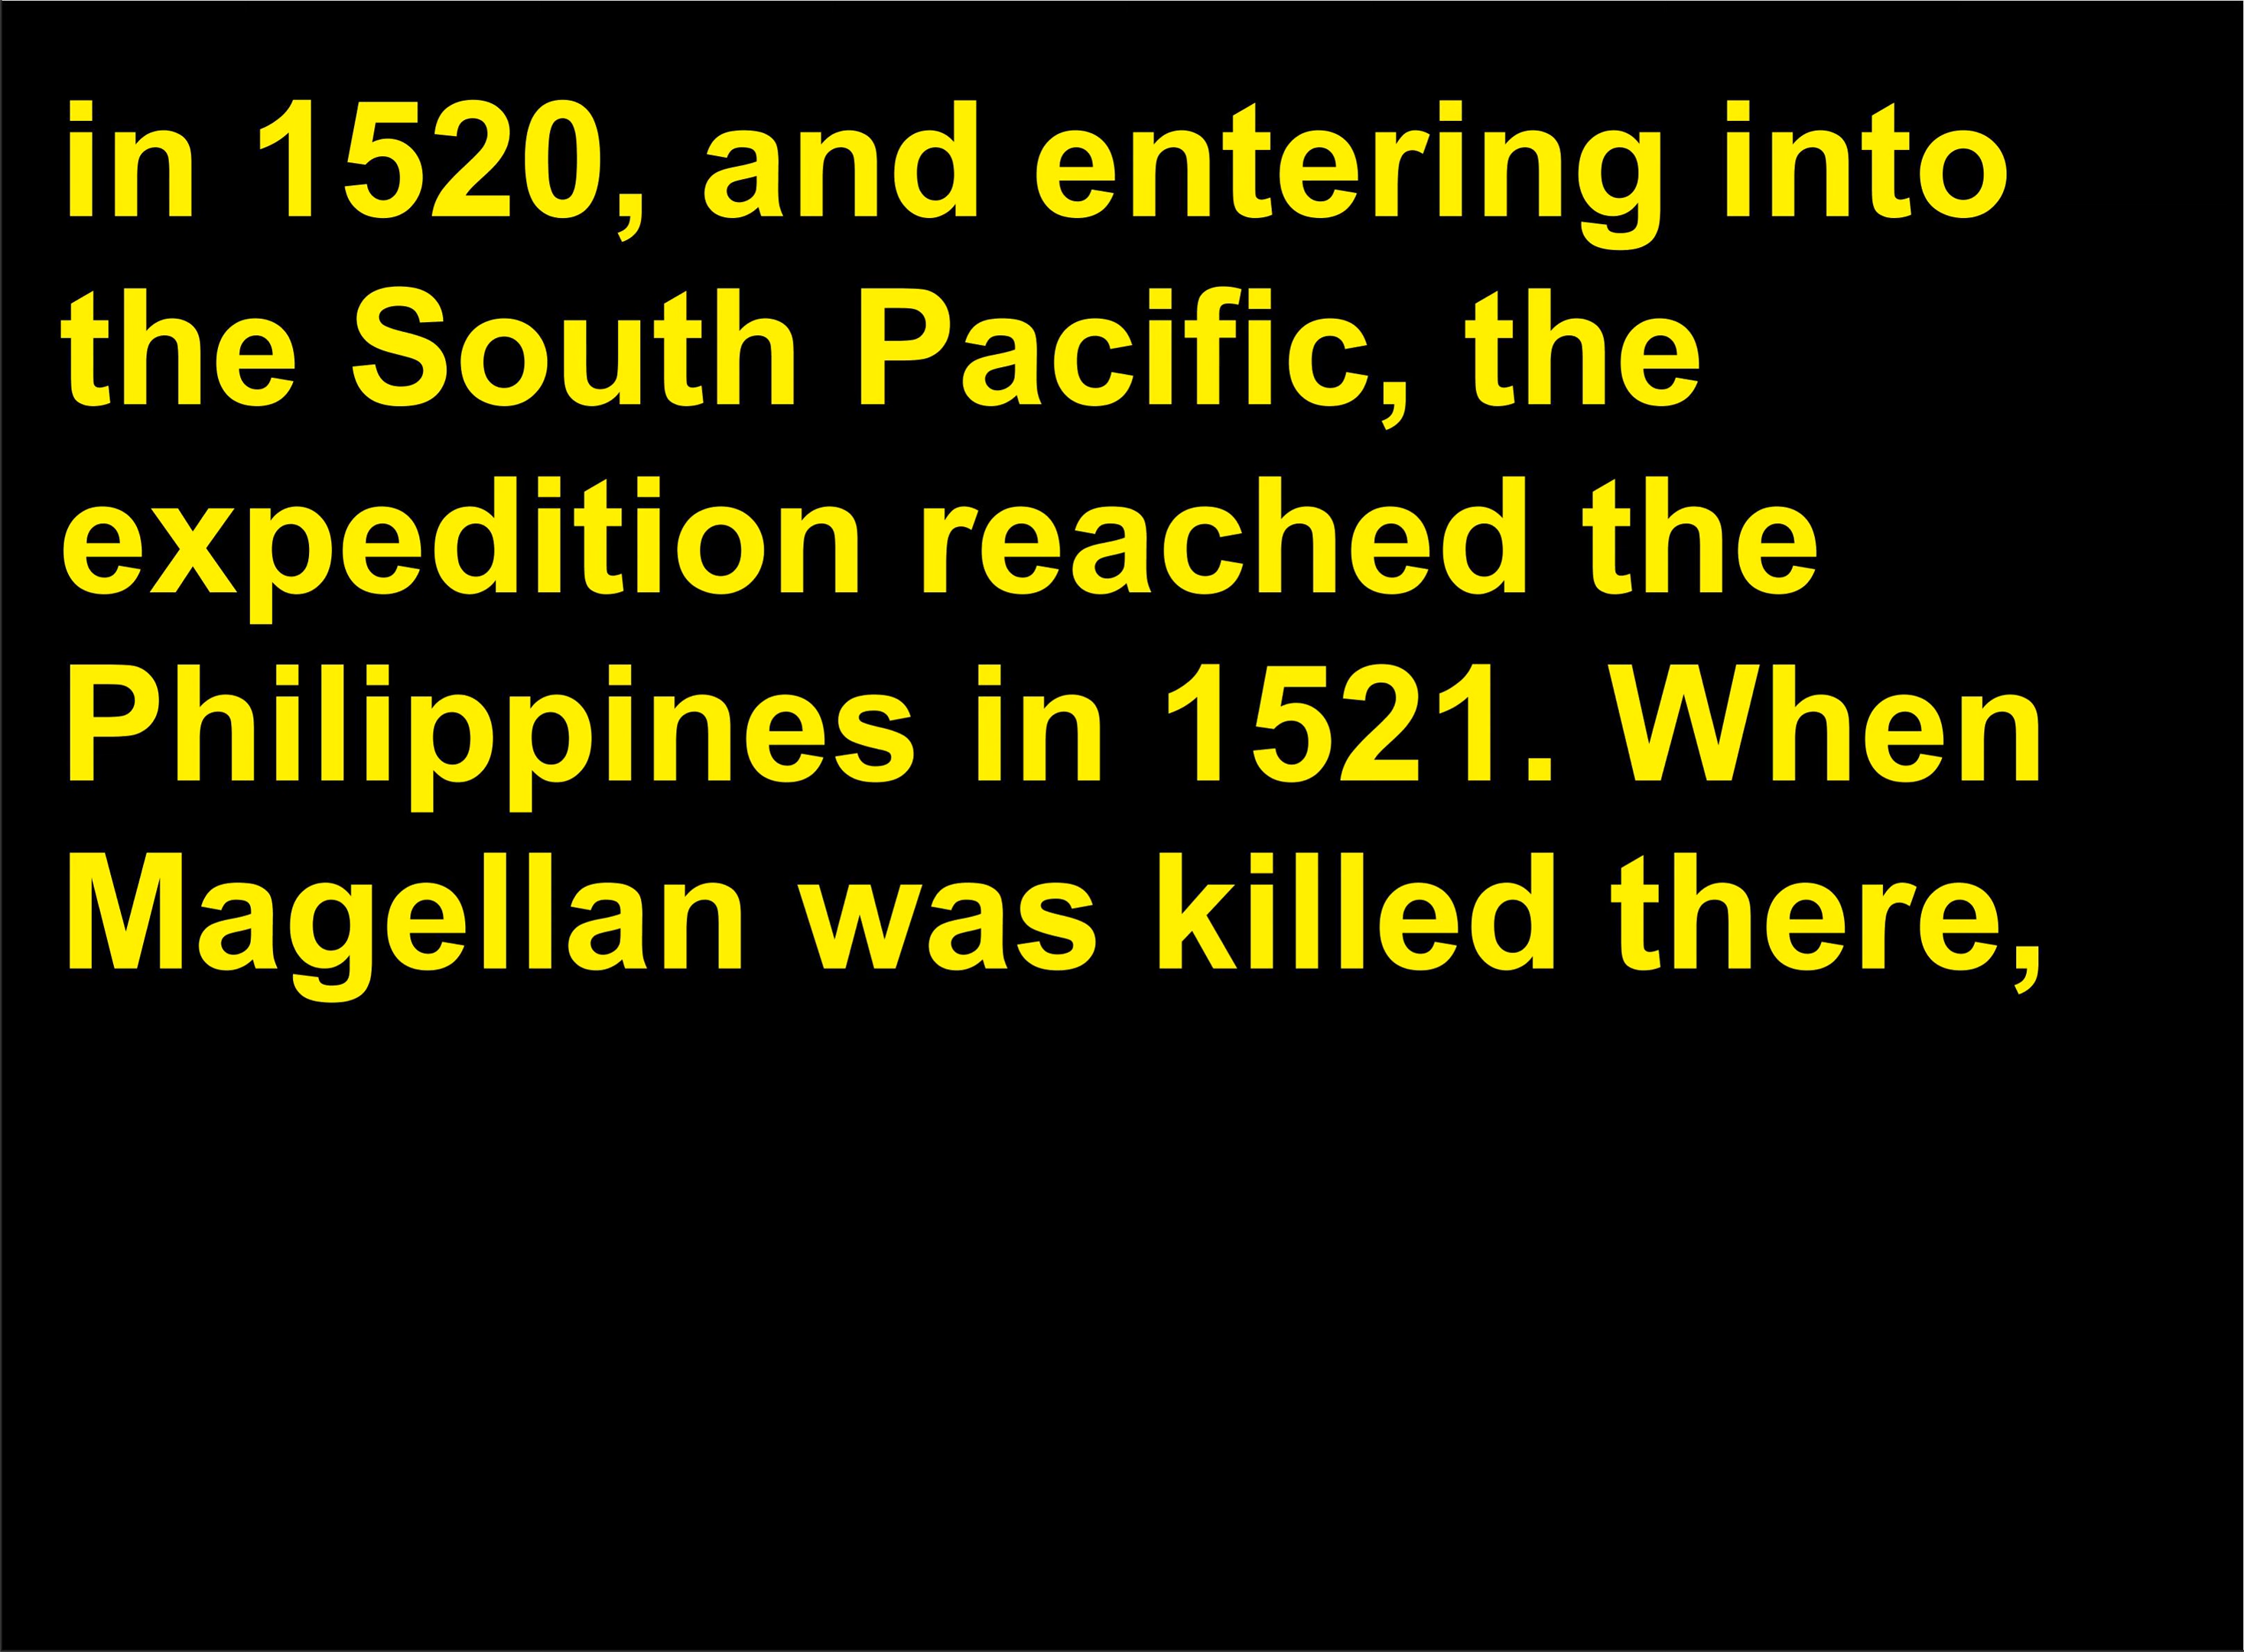 in 1520, and entering into
the South Pacific, the
expedition reached the
Philippines in 1521. When
Magellan was killed there,